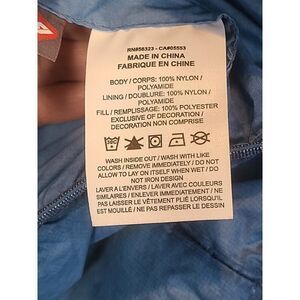 RN#56323 - CA#05553
MADE IN CHINA
FABRIQUE EN CHINE
BODY / CORPS: 100% NYLON /
POLYAMIDE
LINING / DOUBLURE: 100% NYLON /
POLYAMIDE
FILL / REMPLISSAGE: 100% POLYESTER
EXCLUSIVE OF DECORATION /
DECORATION NON COMPRISE
WASH INSIDE OUT / WASH WITH LIKE
COLORS / REMOVE IMMEDIATELY / DO NOT
ALLOW TO LAY ON ITSELF WHEN WET / DO
NOT IRON DESIGN
LAVER A L'ENVERS / LAVER AVEC COULEURS
SIMILAIRES / ENLEVER IMMEDIATEMENT / NE
PAS LAISSER LE VÊTEMENT PLIÉ LORSQU'IL
EST MOUILLÉ / NE PAS REPASSER LE DESSIN